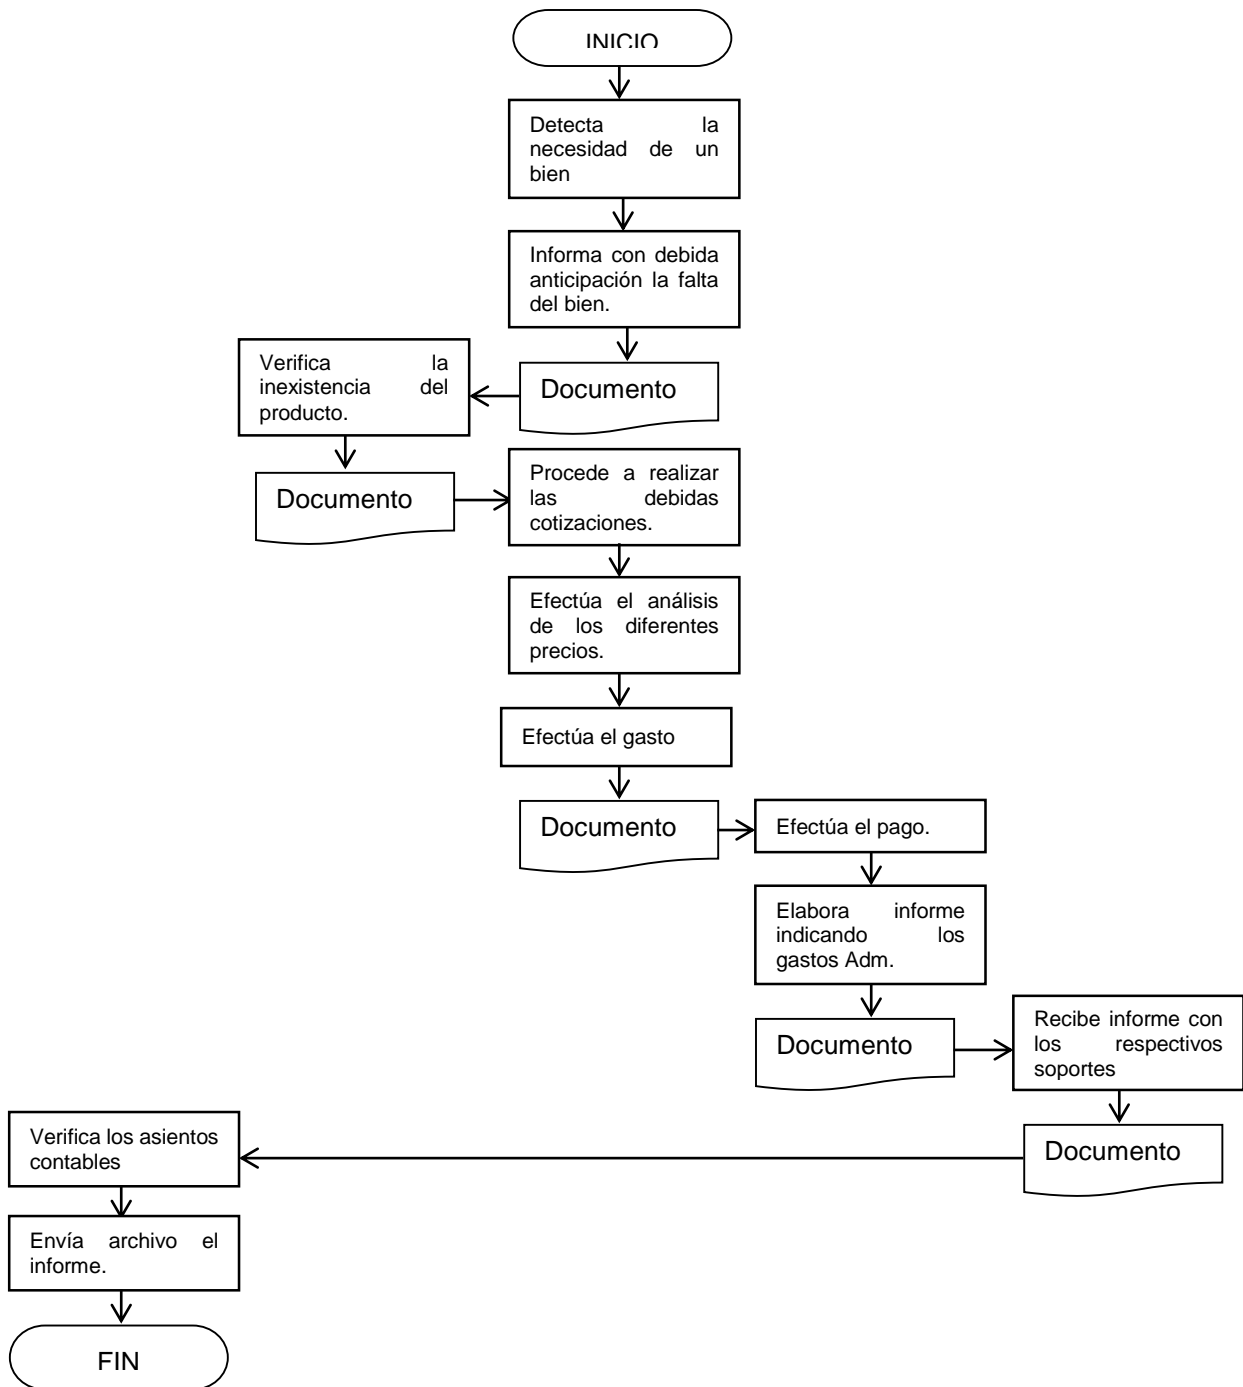 INICIO
Detecta la
necesidad de un
bien
Informa con debida
anticipación la falta
del bien.
Documento
Verifica la
inexistencia del
producto.
Documento
Procede a realizar
las debidas
cotizaciones.
Efectúa el análisis
de los diferentes
precios.
Efectúa el gasto
Documento
Efectúa el pago.
Elabora informe
indicando los
gastos Adm.
Documento
Recibe informe con
los respectivos
soportes
Documento
Verifica los asientos
contables
Envía archivo el
informe.
FIN